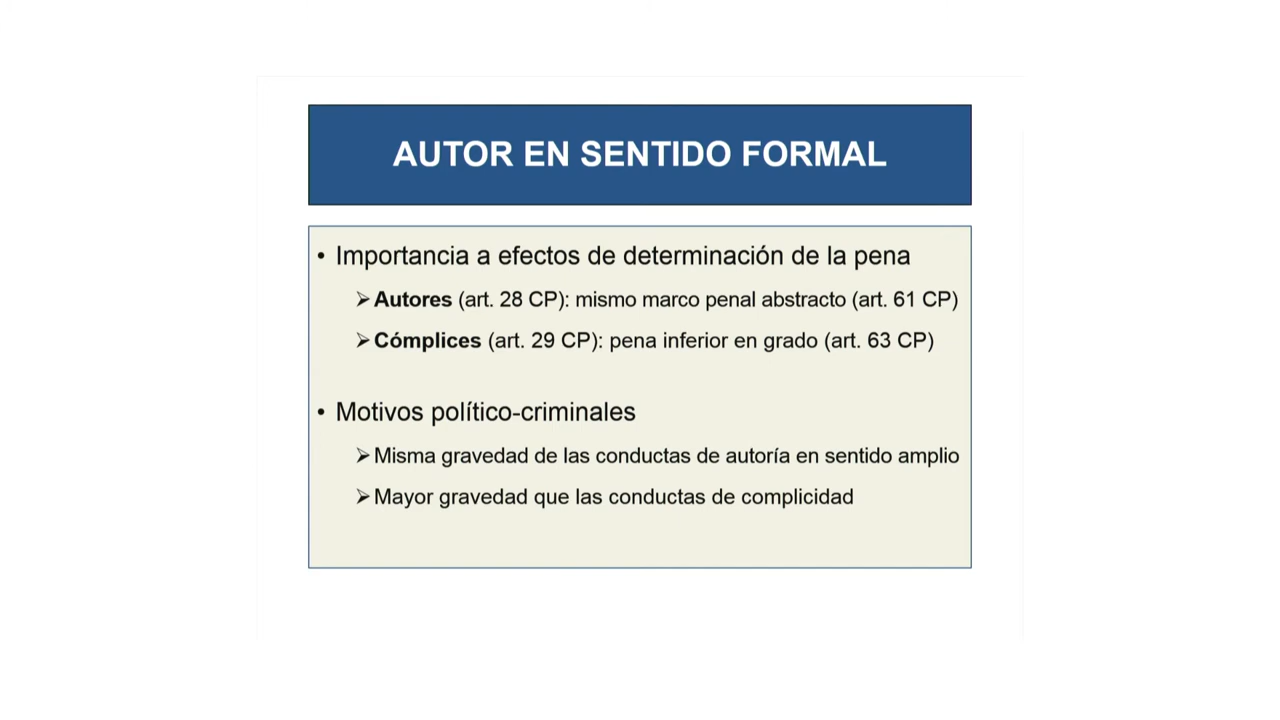 AUTOR EN SENTIDO FORMAL
• Importancia a efectos de determinación de la pena
➢ Autores (art. 28 CP): mismo marco penal abstracto (art. 61 CP)
➢ Cómplices (art. 29 CP): pena inferior en grado (art. 63 CP)
• Motivos político-criminales
➢ Misma gravedad de las conductas de autoría en sentido amplio
➢ Mayor gravedad que las conductas de complicidad